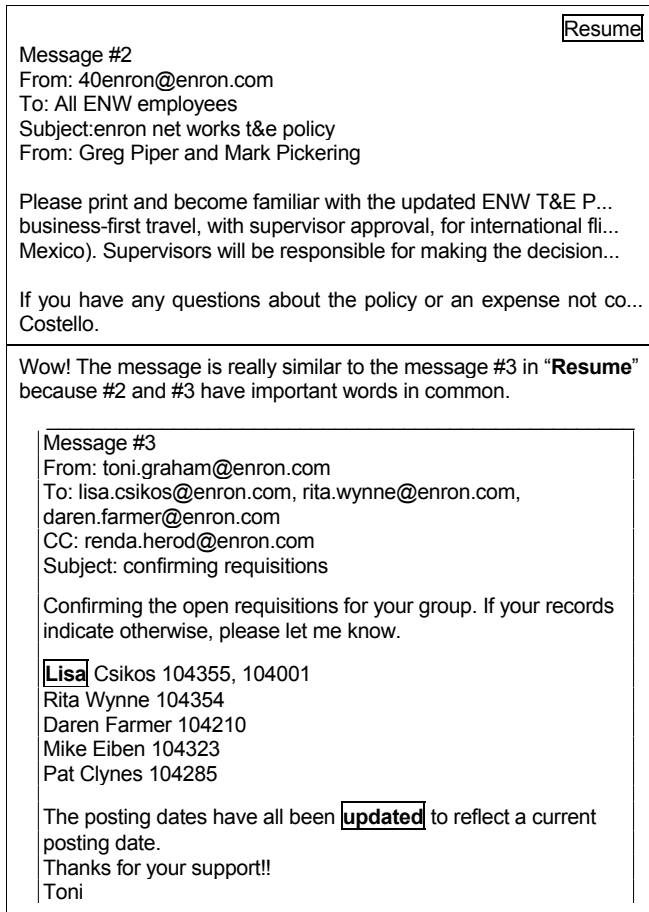 Resume
Message #2
From: 40enron@enron.com
To: All ENW employees
Subject:enron net works t&e policy
From: Greg Piper and Mark Pickering
Please print and become familiar with the updated ENW T&E P...
business-first travel, with supervisor approval, for international fli...
Mexico). Supervisors will be responsible for making the decision...
If you have any questions about the policy or an expense not co...
Costello.
Wow! The message is really similar to the message #3 in “Resume”
because #2 and #3 have important words in common.
Message #3
From: toni.graham@enron.com
To: lisa.csikos@enron.com, rita.wynne@enron.com,
daren.farmer@enron.com
CC: renda.herod@enron.com
Subject: confirming requisitions
Confirming the open requisitions for your group. If your records
indicate otherwise, please let me know.
Lisa Csikos 104355, 104001
Rita Wynne 104354
Daren Farmer 104210
Mike Eiben 104323
Pat Clynes 104285
The posting dates have all been updated to reflect a current
posting date.
Thanks for your support!!
Toni